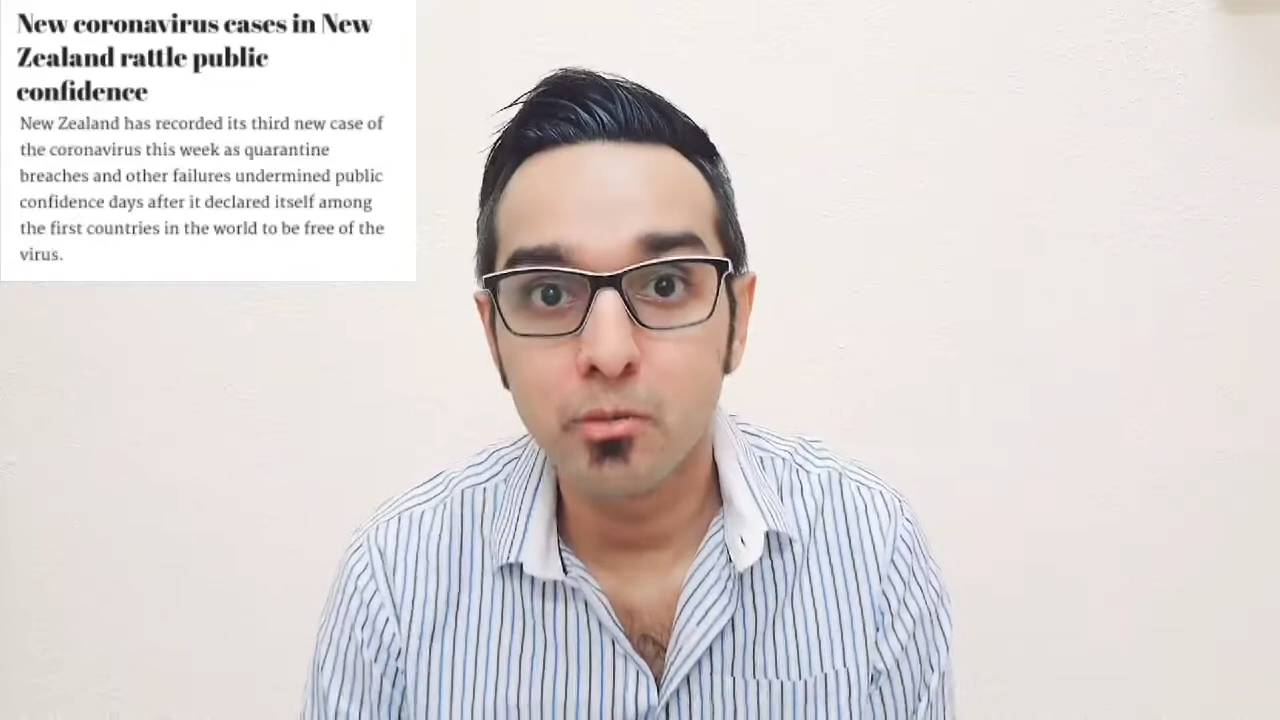 New coronavirus cases in New
Zealand rattle public
confidence
New Zealand has recorded its third new case of
the coronavirus this week as quarantine
breaches and other failures undermined public
confidence days after it declared itself among
the first countries in the world to be free of the
virus.